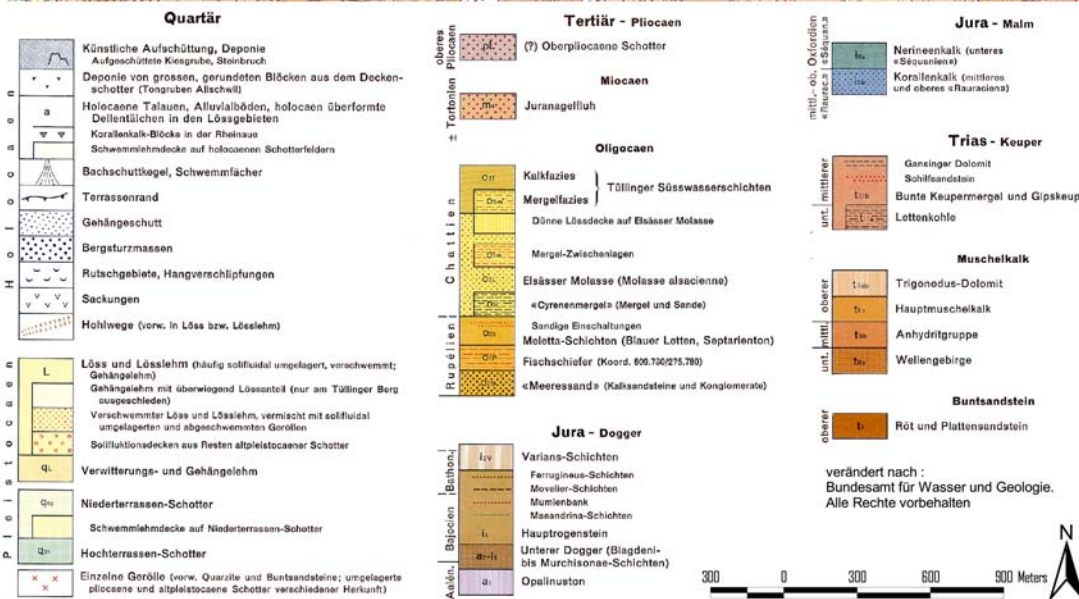 Quartär
Holocaen
Künstliche Aufschüttung, Deponie
Aufgeschüttete Kiesgrube, Steinbruch
Deponie von grossen, gerundeten Blöcken aus dem Decken-
schotter (Tongruben Allschwil)
a
Holocaene Talauen, Alluvialböden, holocaen überformte
Dellentälchen in den Lössgebieten
Korallenkalk-Blöcke in der Rheinaue
Schwemmlehmdecke auf holocaenen Schotterfeldern
Bachschuttkegel, Schwemmfächer
Terrassenrand
Gehängeschutt
Bergsturzmassen
Rutschgebiete, Hangverschlipfungen
Sackungen
Hohlwege (vorw. in Löss bzw. Lösslehm)
Pleistocaen
L
Löss und Lösslehm (häufig solifluidal umgelagert, verschwemmt;
Gehängelehm)
Gehängelehm mit überwiegend Lössanteil (nur am Tüllinger Berg
ausgeschieden)
Verschwemmter Löss und Lösslehm, vermischt mit solifluidal
umgelagerten und abgeschwemmten Geröllen
Solifluktionsdecken aus Resten altpleistocaener Schotter
qL
Verwitterungs- und Gehängelehm
Niederterrassen-Schotter
Schwemmlehmdecke auf Niederterrassen-Schotter
Hochterrassen-Schotter
Einzelne Gerölle (vorw. Quarzite und Buntsandsteine; umgelagerte
pliocaene und altpleistocaene Schotter verschiedener Herkunft)
Tertiär - Pliocaen
oberes
Pliocaen
(?) Oberpliocaene Schotter
Miocaen
± Tortonien
Juranagelfluh
Oligocaen
Chattien
Kalkfazies
Mergelfazies
Tüllinger Süsswasserschichten
Dünne Lössdecke auf Elsässer Molasse
Mergel-Zwischenlagen
Elsässer Molasse (Molasse alsacienne)
«Cyrenenmergel» (Mergel und Sande)
Rupélien
Sandige Einschaltungen
Meletta-Schichten (Blauer Letten, Septarienton)
Fischschiefer (Koord. 609.780/275.780)
«Meeressand» (Kalksandsteine und Konglomerate)
Jura - Dogger
Bathon.
Varians-Schichten
Bajocien
Ferrugineus-Schichten
Movelier-Schichten
Mumienbank
Maeandrina-Schichten
Hauptrogenstein
Unterer Dogger (Blagdeni-
bis Murchisonae-Schichten)
Aalén.
Opalinuston
Jura - Malm
mittl.- ob. Oxfordien
«Raurac.» «Séquan.»
Nerineenkalk (unteres
«Séquanien»)
Korallenkalk (mittleres
und oberes «Rauracien»)
Trias - Keuper
mittlerer
Gansinger Dolomit
Schilfsandstein
Bunte Keupermergel und Gipskeup
unt.
Lettenkohle
Muschelkalk
oberer
Trigonodus-Dolomit
Hauptmuschelkalk
mittl.
Anhydritgruppe
unt.
Wellengebirge
Buntsandstein
oberer
Röt und Plattensandstein
verändert nach :
Bundesamt für Wasser und Geologie.
Alle Rechte vorbehalten
N
300 0 300 600 900 Meters